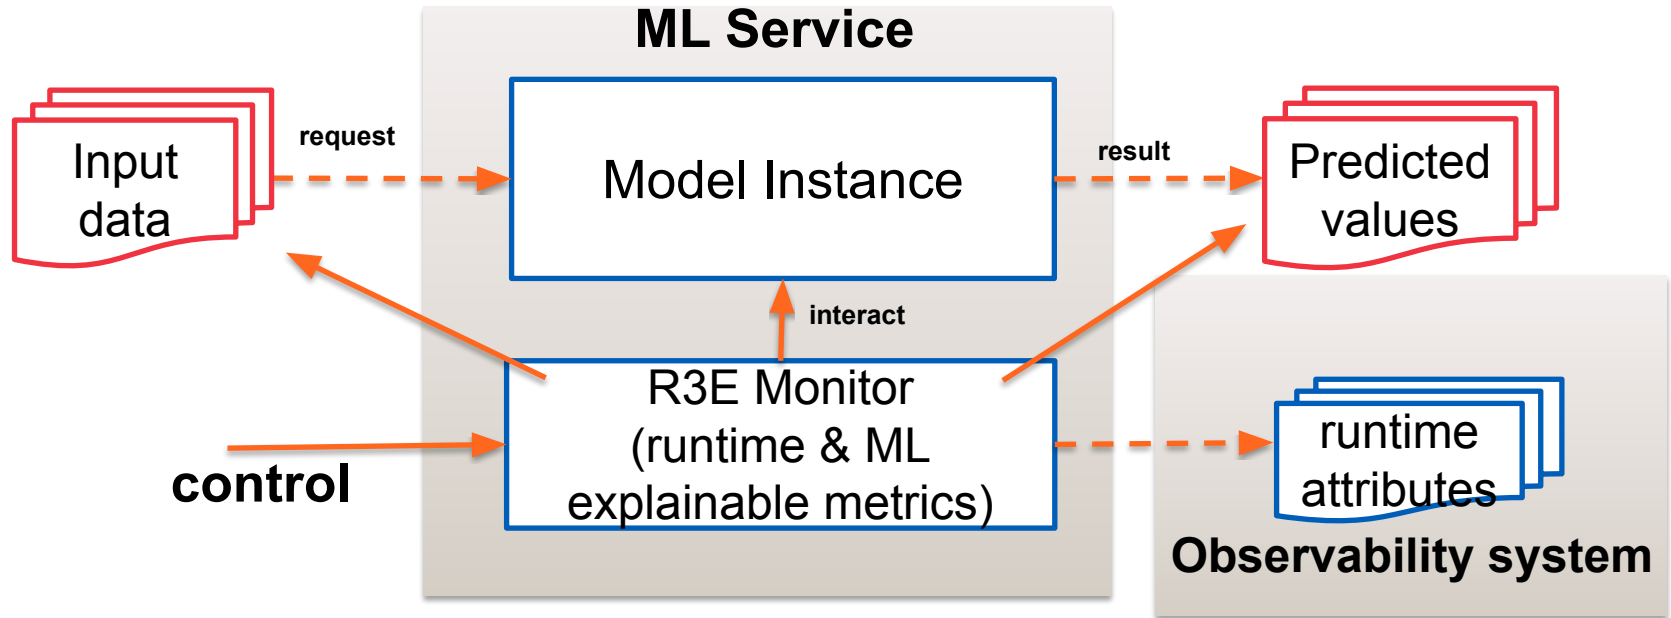 ML Service
Input
data
request
Model Instance
result
Predicted
values
interact
R3E Monitor
(runtime & ML
explainable metrics)
control
runtime
attributes
Observability system